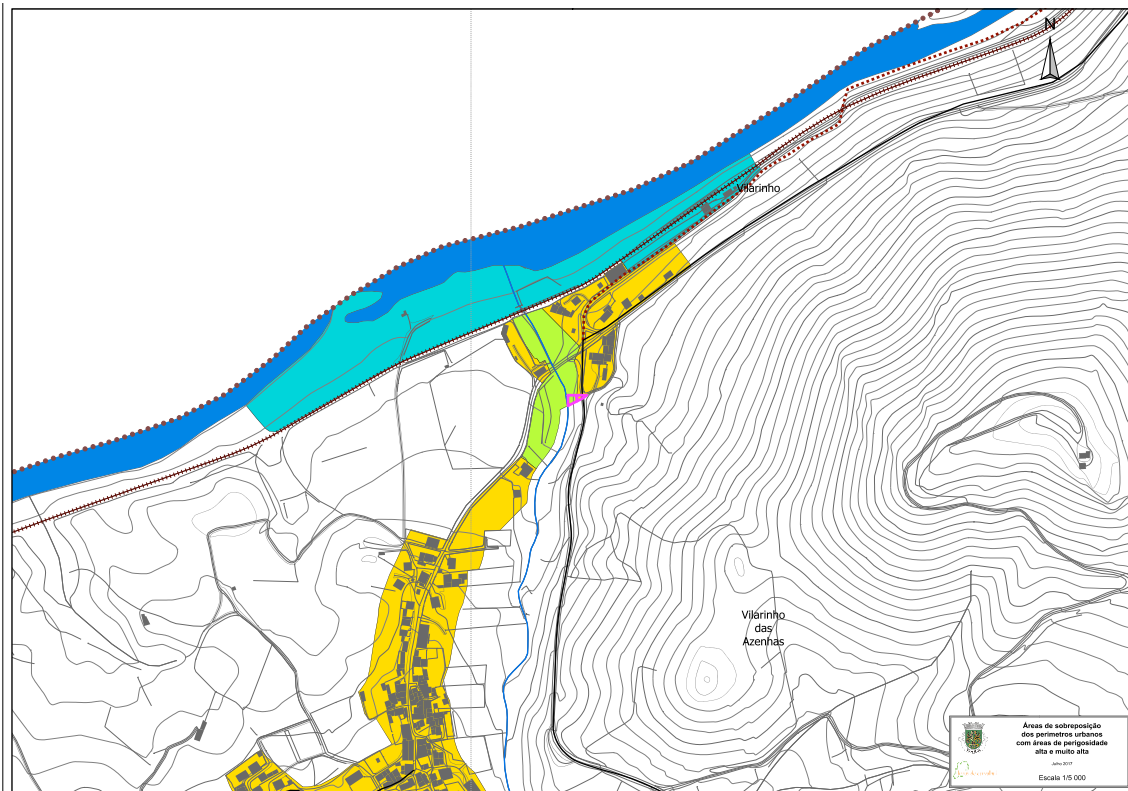 N
Vilarinho
Vilarinho
das
Azenhas
Áreas de sobreposição
dos perímetros urbanos
com áreas de perigosidade
alta e muito alta
Julho 2017
Escala 1/5 000